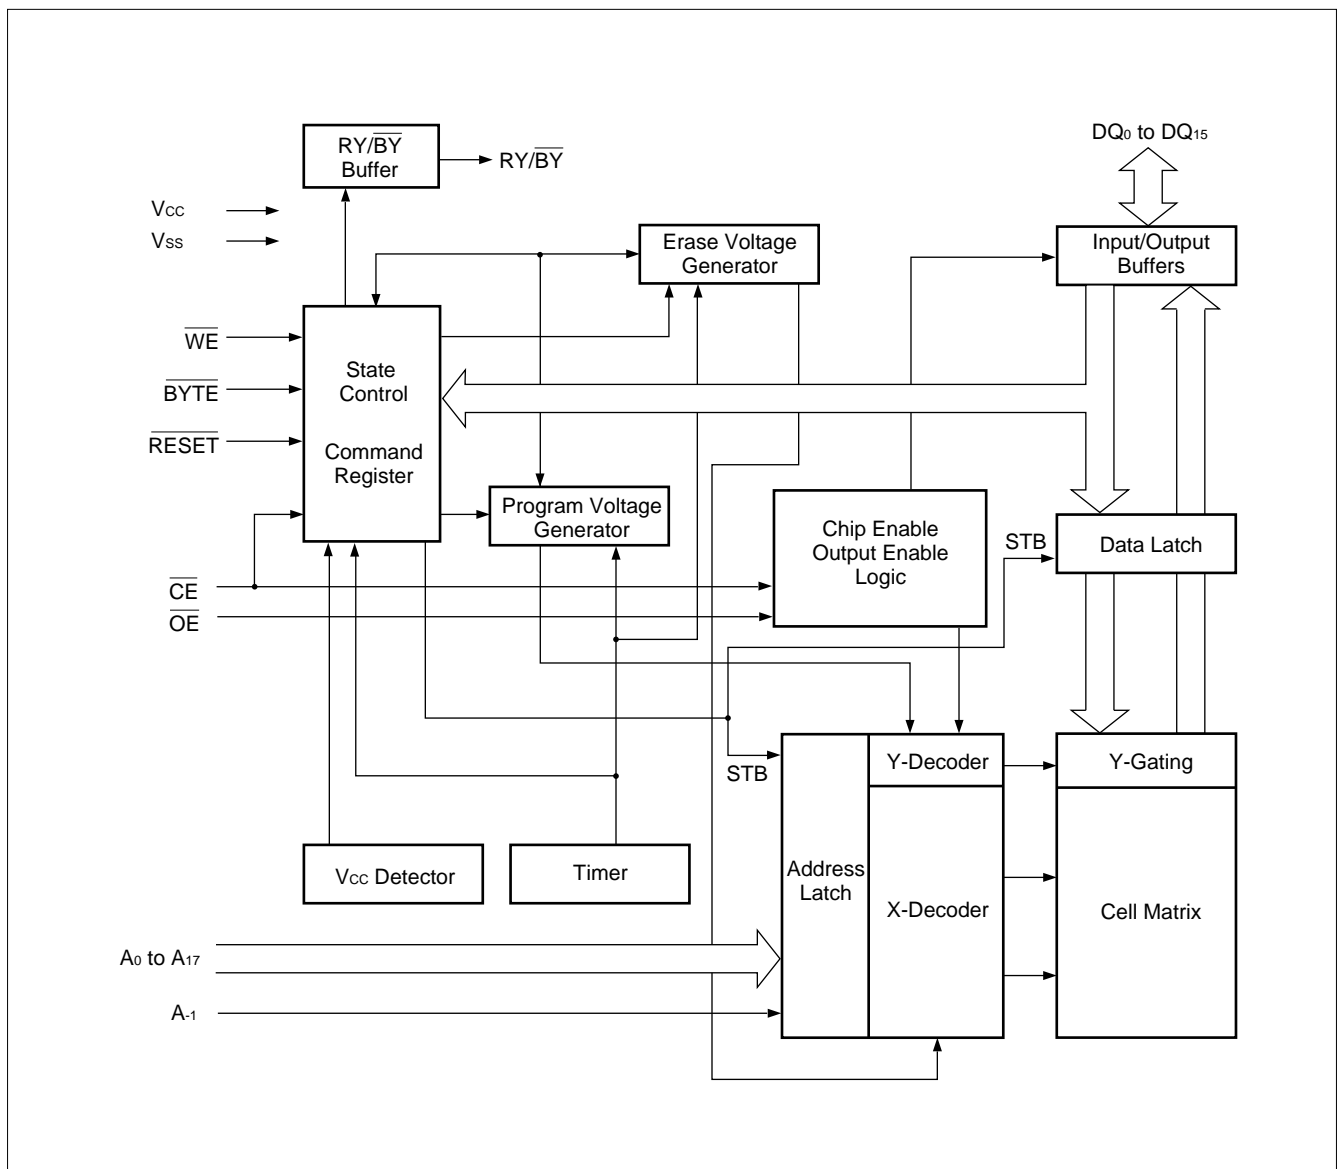 RY/BY
Buffer
RY/BY
DQ0 to DQ15
VCC
VSS
Erase Voltage
Generator
Input/Output
Buffers
WE
BYTE
RESET
State
Control
Command
Register
Program Voltage
Generator
Chip Enable
Output Enable
Logic
STB
Data Latch
CE
OE
STB
Y-Decoder
Y-Gating
VCC Detector
Timer
Address
Latch
X-Decoder
Cell Matrix
A0 to A17
A-1